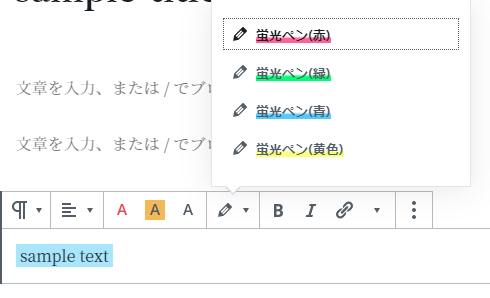 sample title
蛍光ペン(赤)
蛍光ペン(緑)
文章を入力、または / でブ
蛍光ペン(青)
文章を入力、または / でブ
蛍光ペン(黄色)
A A A B I
sample text